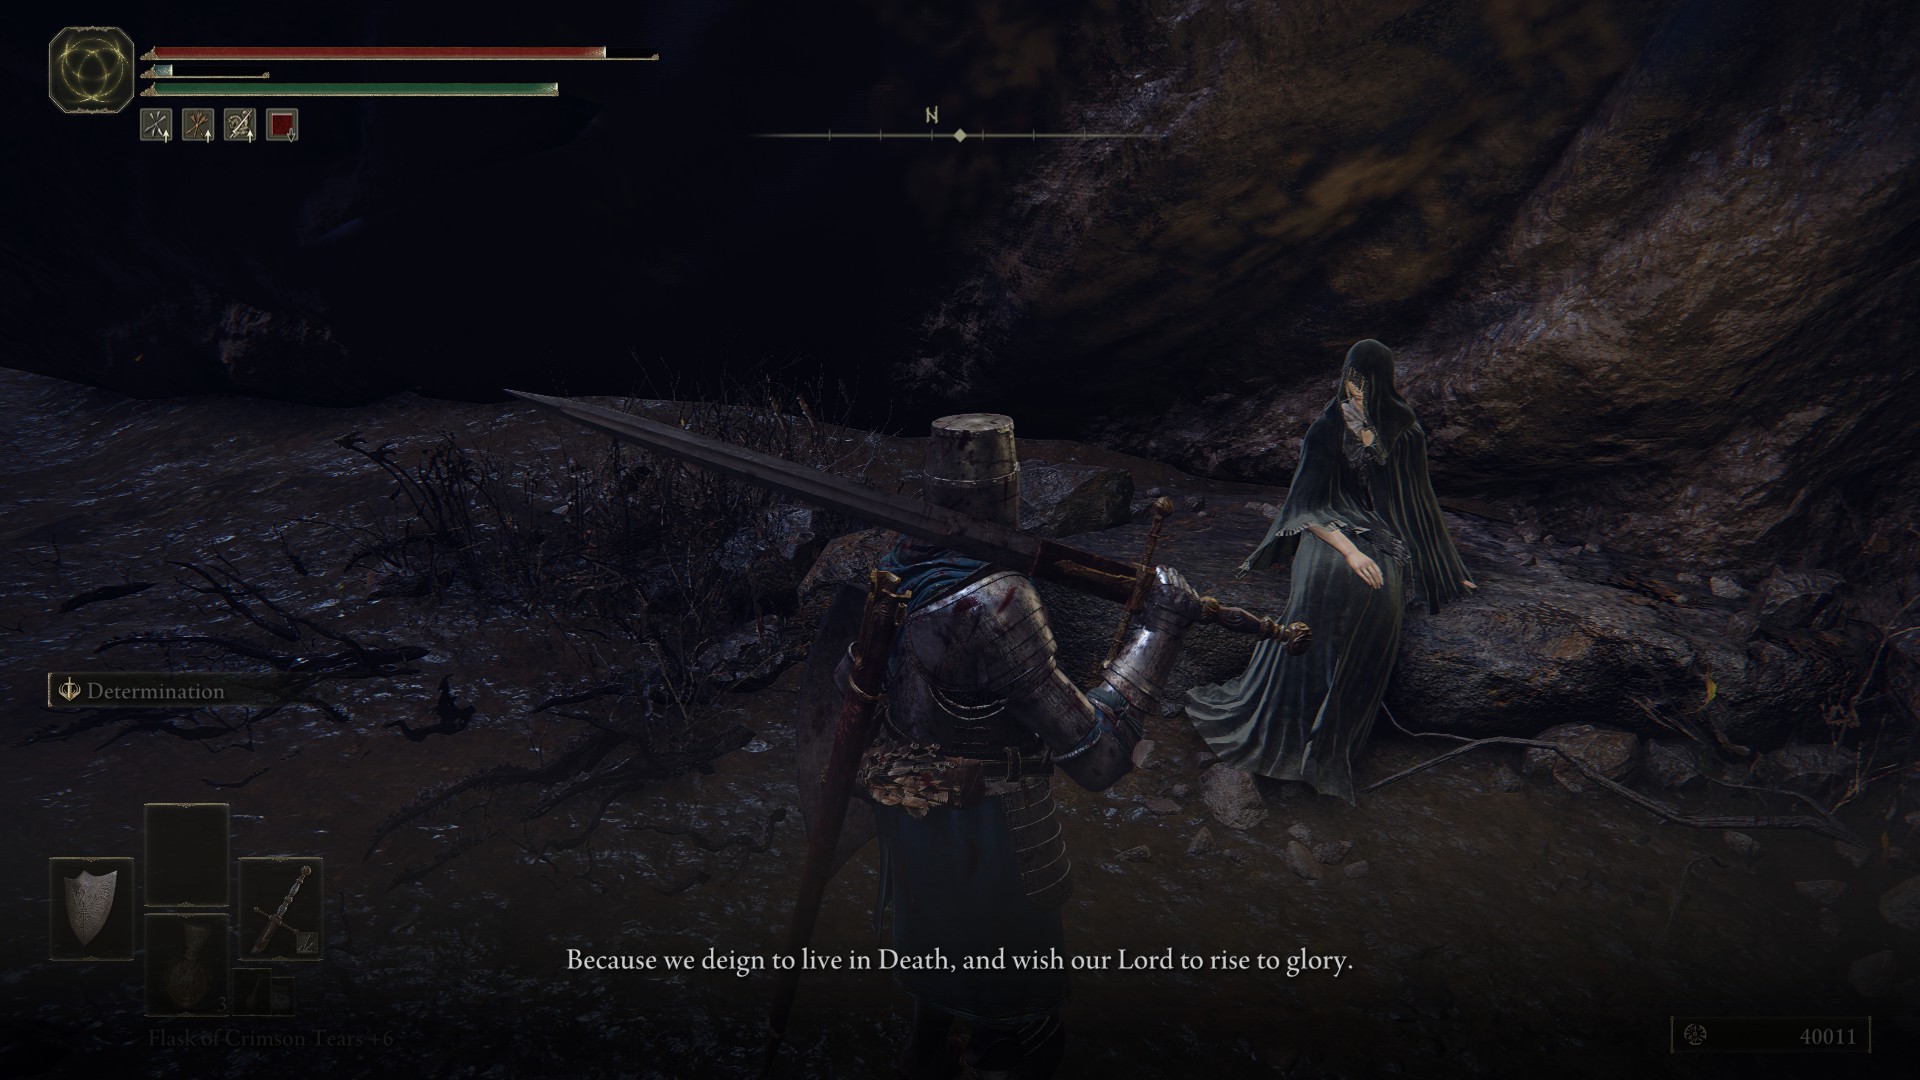 N
Determination
3
Because we deign to live in Death, and wish our Lord to rise to glory.
Flask of Crimson Tears +6
40011